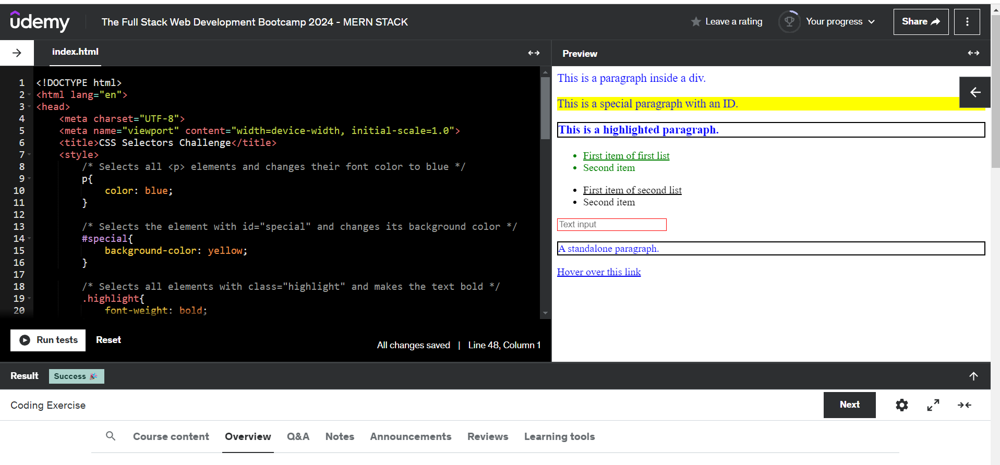 udemy
The Full Stack Web Development Bootcamp 2024 - MERN STACK
Leave a rating
Your progress
Share
index.html
Preview
1 <!DOCTYPE html>
2 <html lang="en">
3 <head>
4 <meta charset="UTF-8">
5 <meta name="viewport" content="width=device-width, initial-scale=1.0">
6 <title>CSS Selectors Challenge</title>
7 <style>
8 /* Selects all <p> elements and changes their font color to blue */
9 p{
10 color: blue;
11 }
12
13 /* Selects the element with id="special" and changes its background color */
14 #special{
15 background-color: yellow;
16 }
17
18 /* Selects all elements with class="highlight" and makes the text bold */
19 .highlight{
20 font-weight: bold;
Run tests
Reset
All changes saved | Line 48, Column 1
This is a paragraph inside a div.
This is a special paragraph with an ID.
This is a highlighted paragraph.
• First item of first list
• Second item
• First item of second list
• Second item
Text input
A standalone paragraph.
Hover over this link
Result
Success 🎉
Coding Exercise
Next
Course content
Overview
Q&A
Notes
Announcements
Reviews
Learning tools